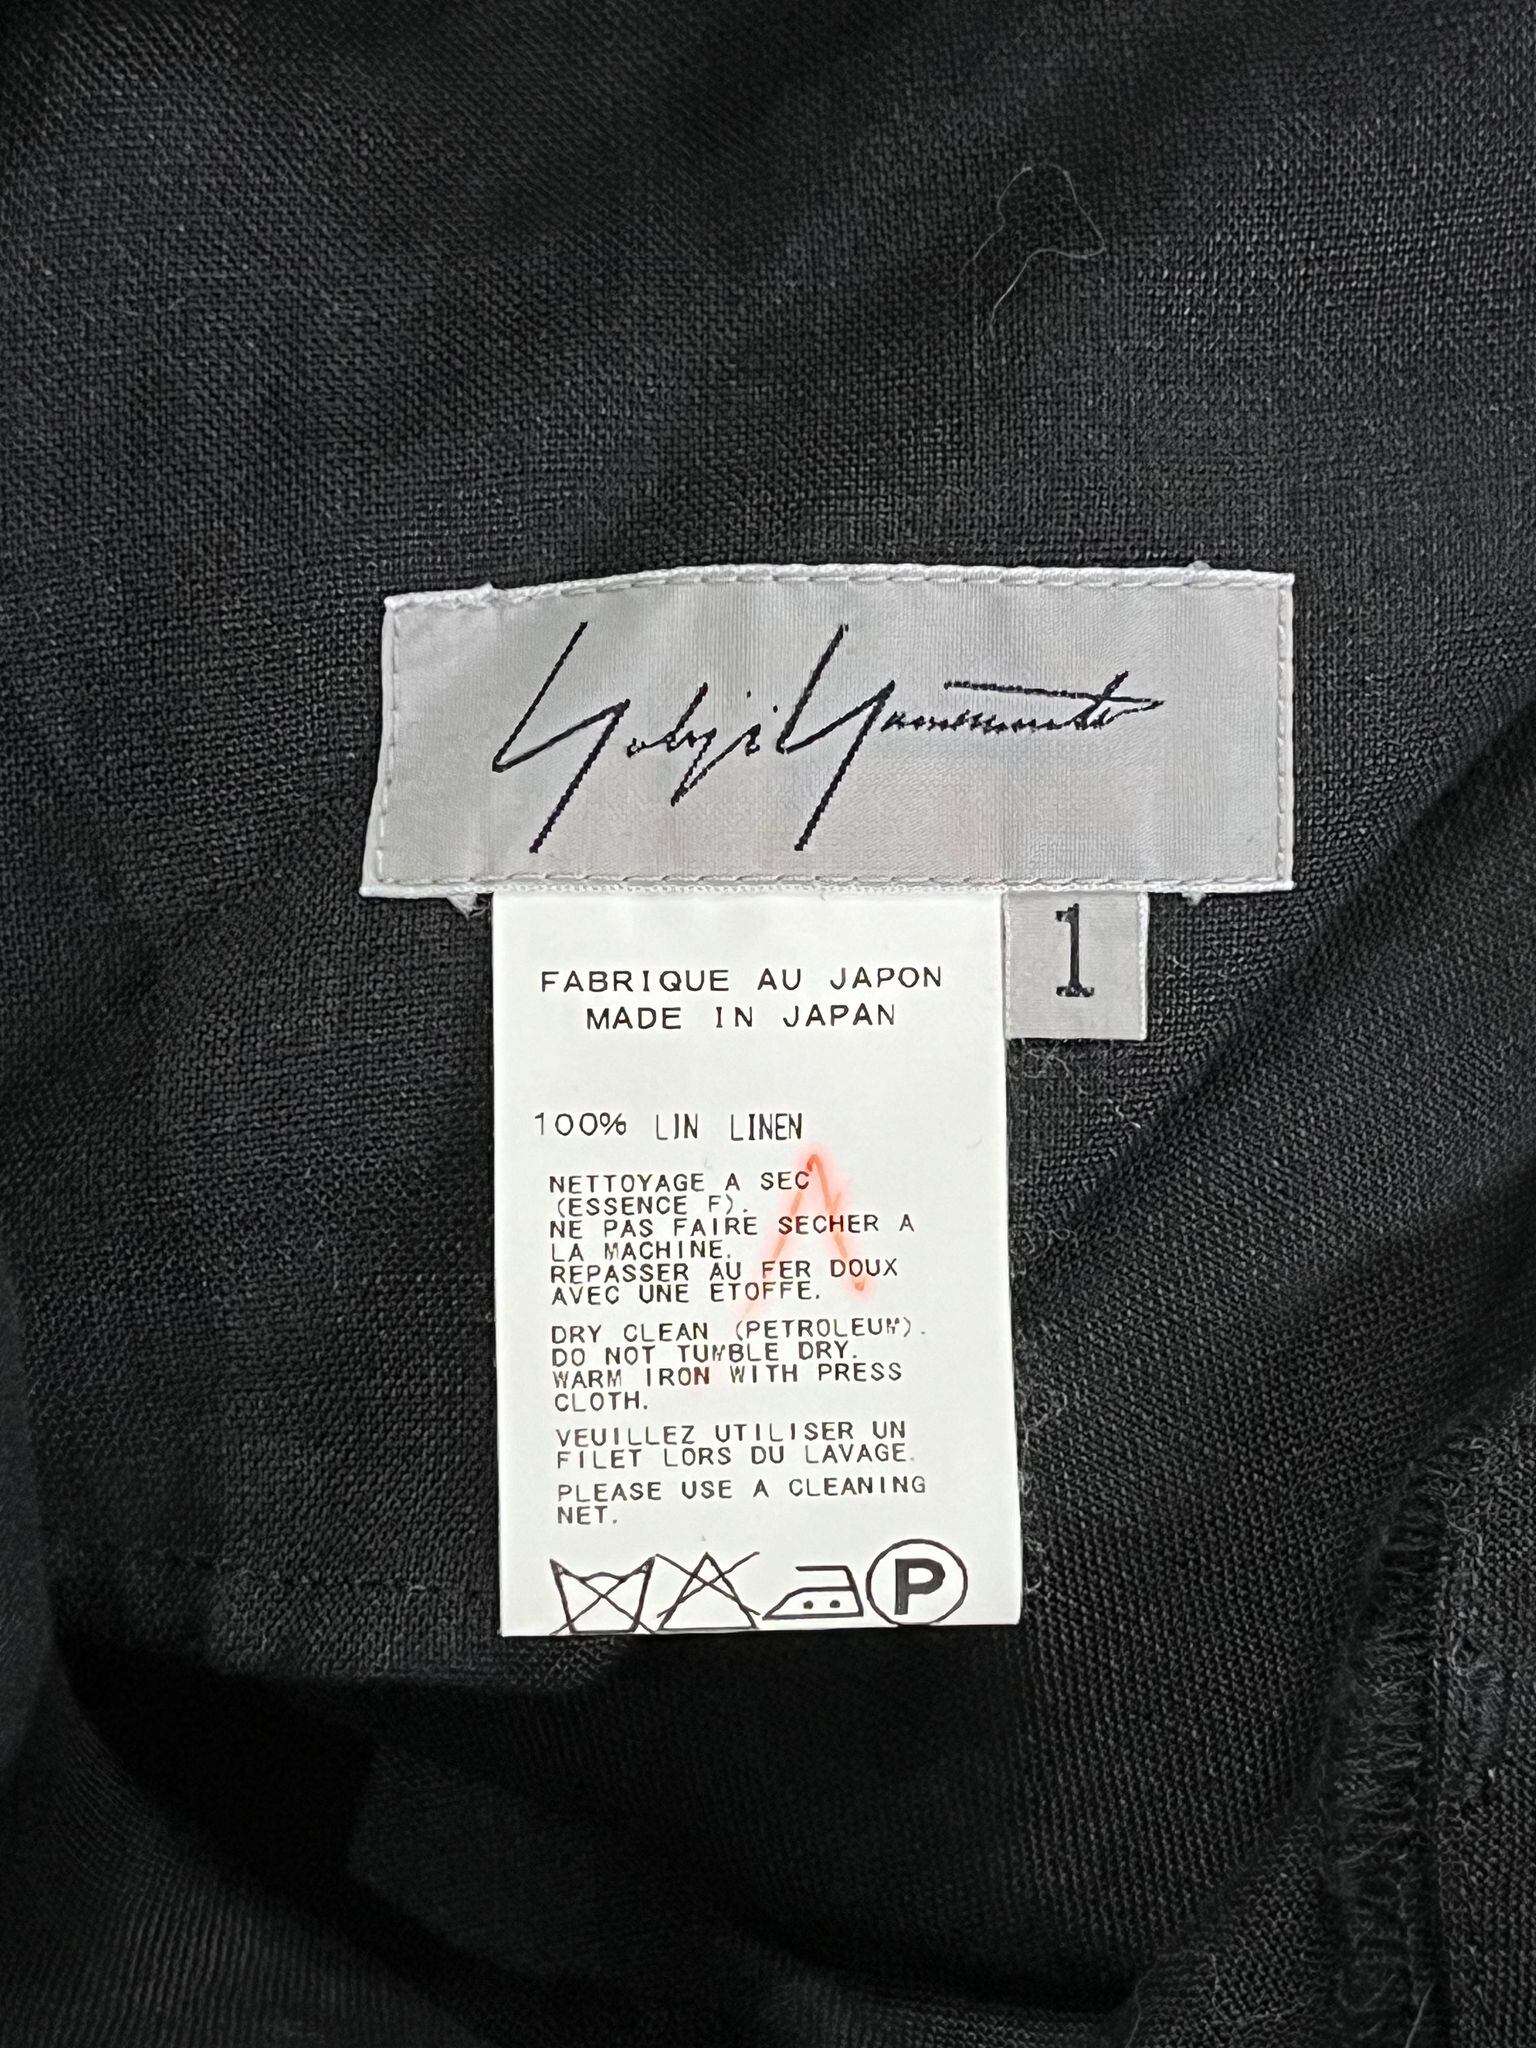 Yohji Yamamoto
1
FABRIQUE AU JAPON
MADE IN JAPAN
100% LIN LINEN
NETTOYAGE A SEC
(ESSENCE F).
NE PAS FAIRE SECHER A
LA MACHINE.
REPASSER AU FER DOUX
AVEC UNE ETOFFE.
DRY CLEAN (PETROLEUM).
DO NOT TUMBLE DRY.
WARM IRON WITH PRESS
CLOTH.
VEUILLEZ UTILISER UN
FILET LORS DU LAVAGE.
PLEASE USE A CLEANING
NET.
P